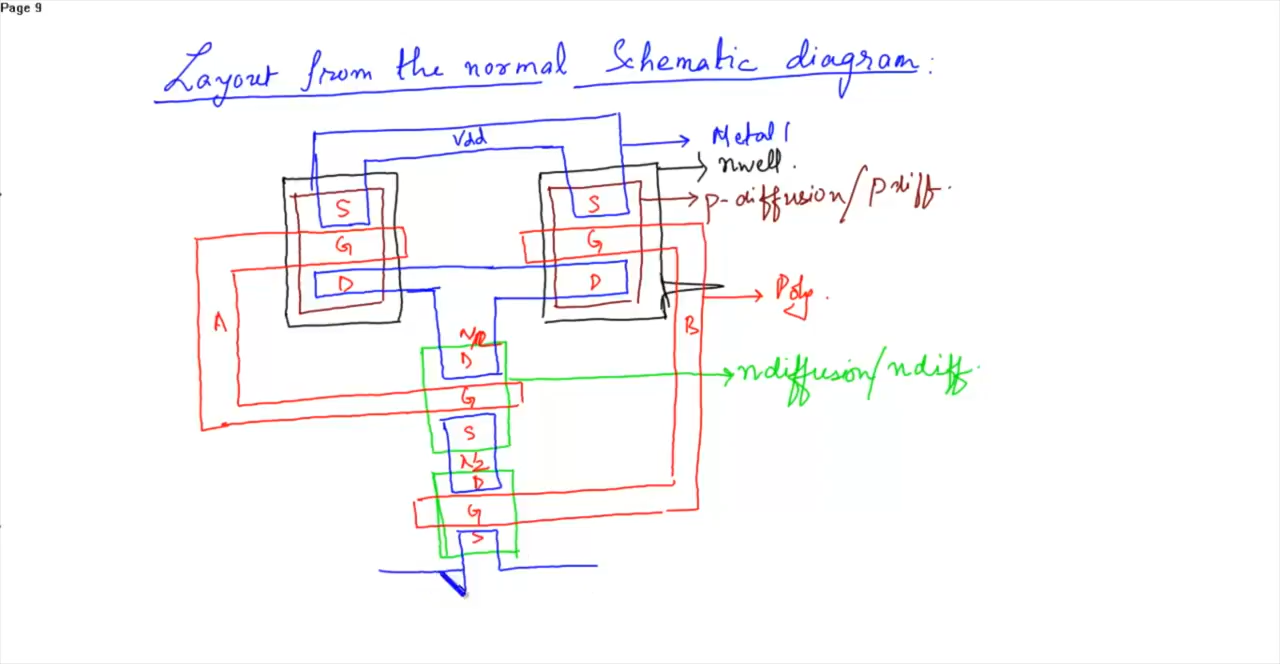 Page 9
Layout from the normal Schematic diagram:
Vdd
Metal 1
nwell.
p-diffusion/pdiff.
S
S
G
G
D
D
Poly.
A
B
D
ndiffusion/ndiff.
G
S
D
G
S